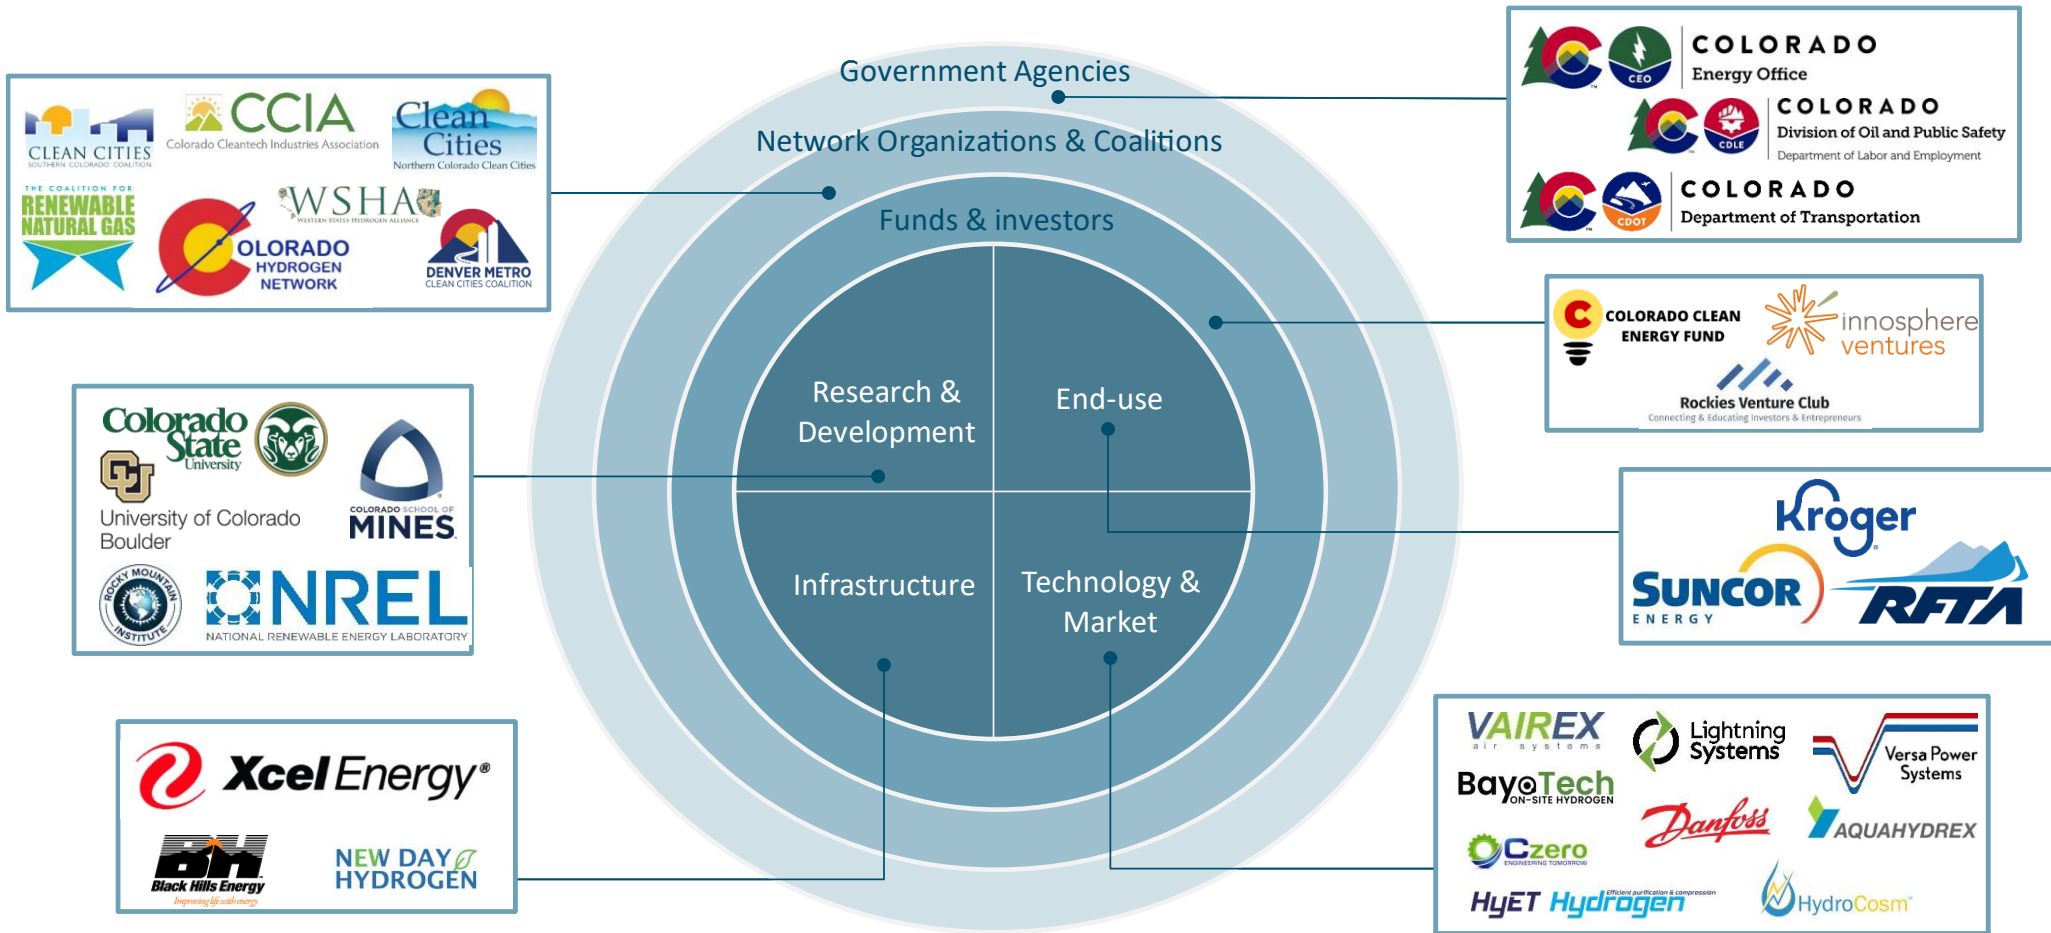 Government Agencies
Network Organizations & Coalitions
Funds & investors
Research &
Development
End-use
Infrastructure
Technology &
Market
CLEAN CITIES
SOUTHERN COLORADO COALITION
CCIA
Colorado Cleantech Industries Association
Clean
Cities
Northern Colorado Clean Cities
THE COALITION FOR
RENEWABLE
NATURAL GAS
COLORADO
HYDROGEN
NETWORK
WSHA
WESTERN STATES HYDROGEN ALLIANCE
DENVER METRO
CLEAN CITIES COALITION
Colorado
State
University
CU
University of Colorado
Boulder
COLORADO SCHOOL OF
MINES
ROCKY MOUNTAIN
INSTITUTE
NREL
NATIONAL RENEWABLE ENERGY LABORATORY
Xcel Energy®
BH
Black Hills Energy
Improving life with energy
NEW DAY
HYDROGEN
C
CEO
COLORADO
Energy Office
TM
C
CDLE
COLORADO
Division of Oil and Public Safety
Department of Labor and Employment
TM
C
CDOT
COLORADO
Department of Transportation
TM
C
COLORADO CLEAN
ENERGY FUND
innosphere
ventures
Rockies Venture Club
Connecting & Educating Investors & Entrepreneurs
Kroger
SUNCOR
ENERGY
RFTA
VAIREX
air systems
Lightning
Systems
Versa Power
Systems
BayoTech
ON-SITE HYDROGEN
Danfoss
AQUAHYDREX
Czero
ENGINEERING TOMORROW
HyET Hydrogen
Efficient purification & compression
HydroCosm™